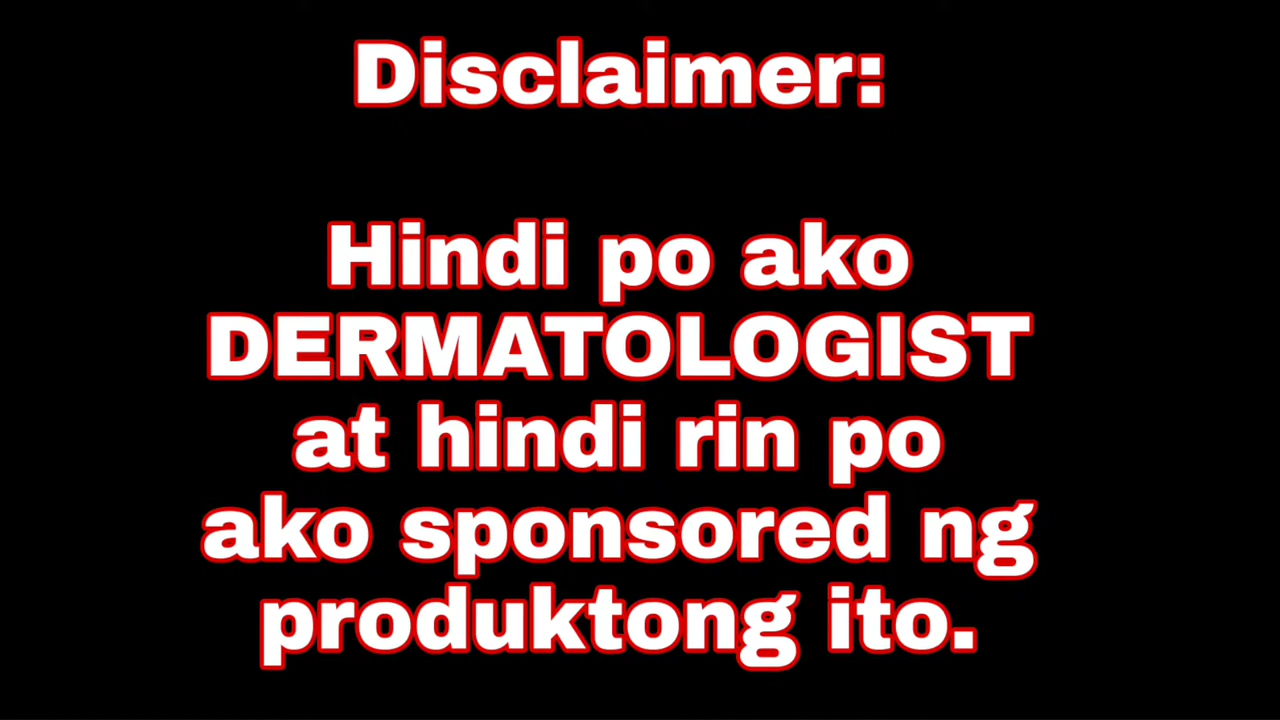 Disclaimer:
Hindi po ako
DERMATOLOGIST
at hindi rin po
ako sponsored ng
produktong ito.